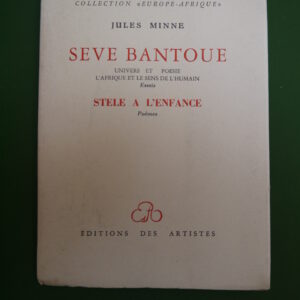 COLLECTION «EUROPE-AFRIQUE»
JULES MINNE
SEVE BANTOUE
UNIVERS ET POESIE
L'AFRIQUE ET LE SENS DE L'HUMAIN
Essais
STELE A L'ENFANCE
Poèmes
EDITIONS DES ARTISTES